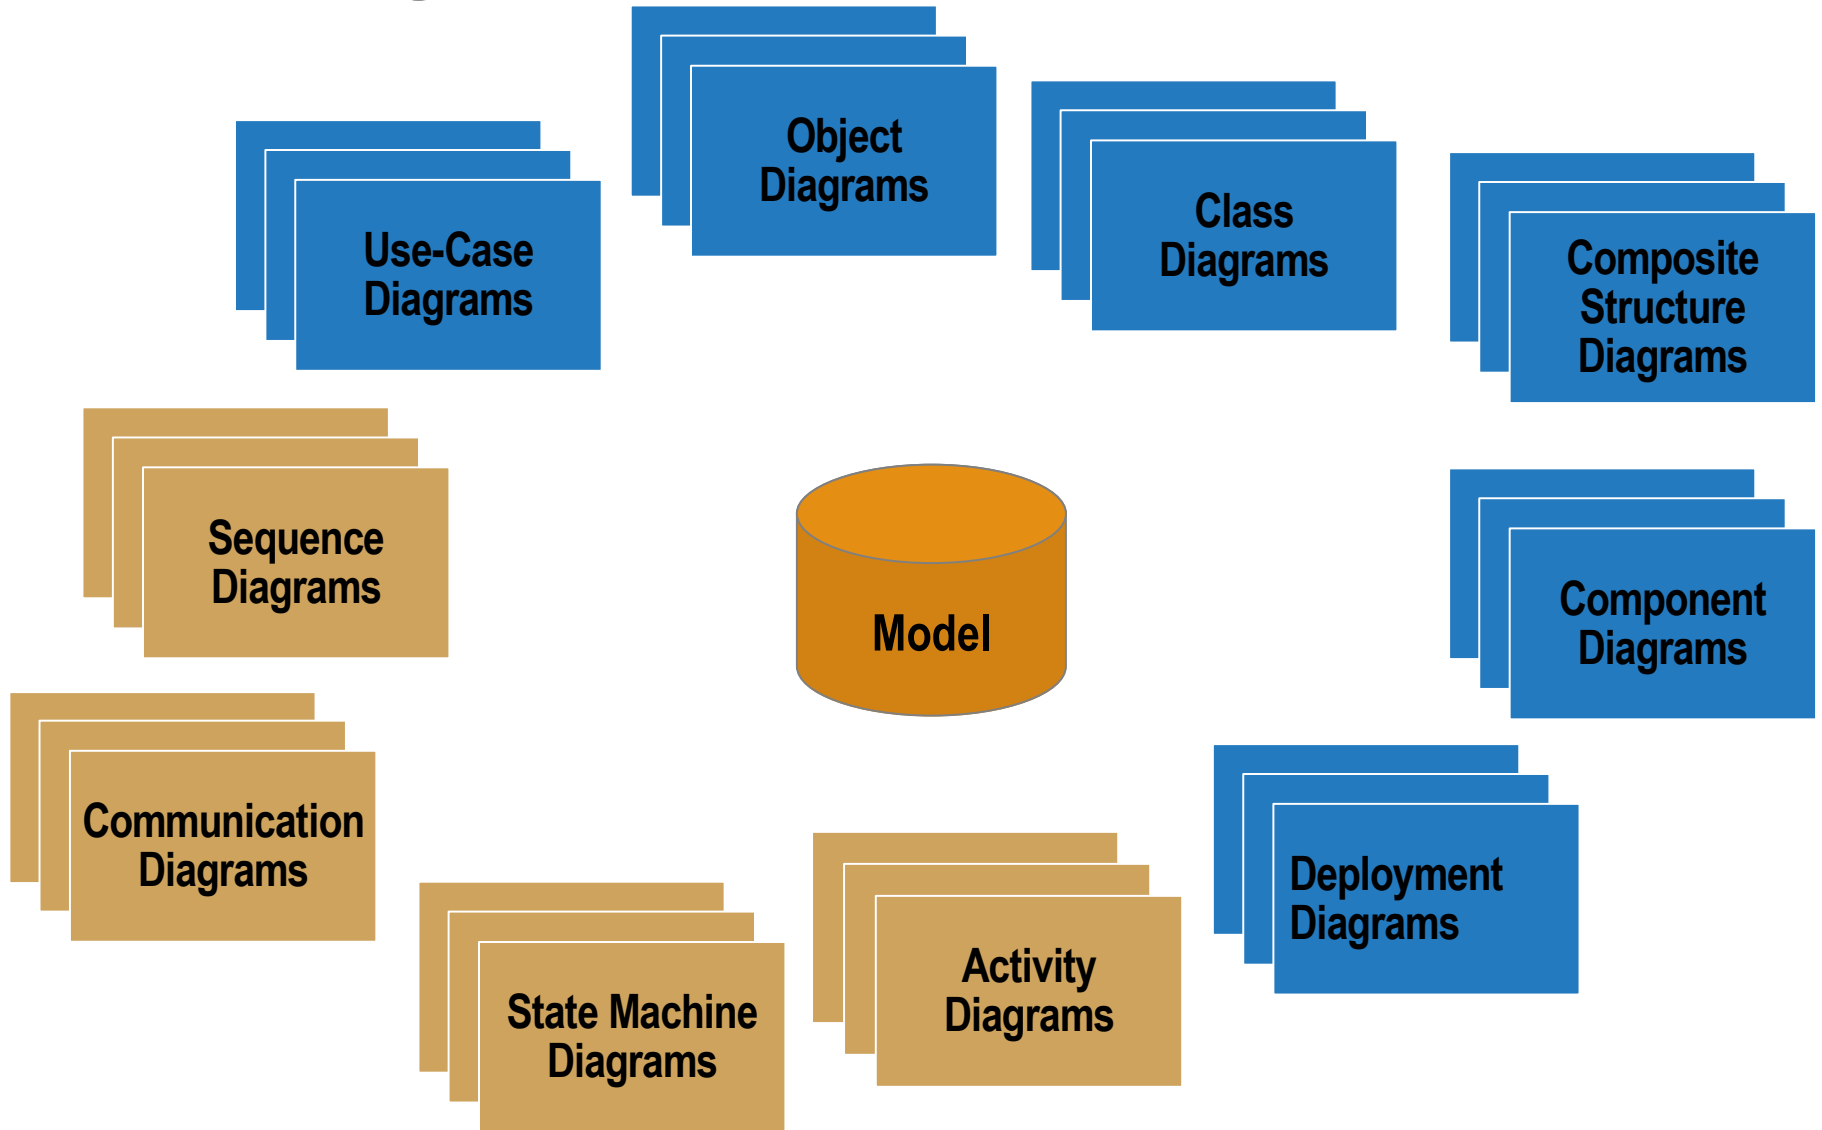 Object
Diagrams
Use-Case
Diagrams
Class
Diagrams
Composite
Structure
Diagrams
Sequence
Diagrams
Model
Component
Diagrams
Communication
Diagrams
Deployment
Diagrams
State Machine
Diagrams
Activity
Diagrams